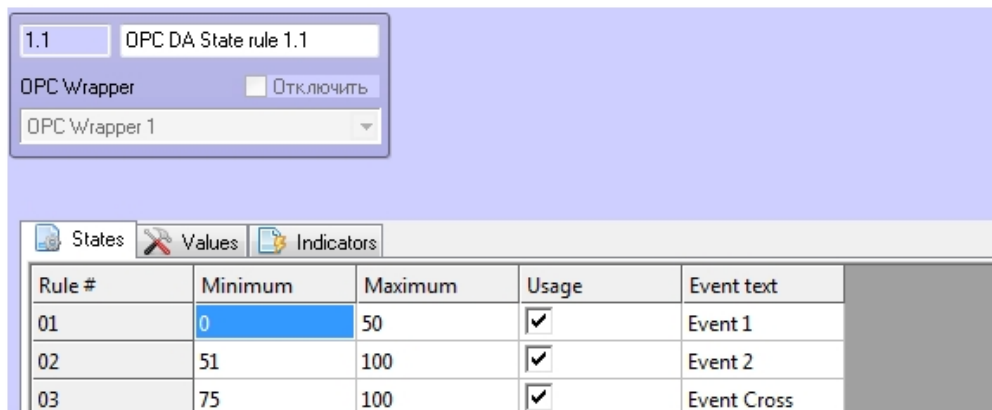 1.1 OPC DA State rule 1.1
OPC Wrapper Отключить
OPC Wrapper 1
States Values Indicators
Rule # Minimum Maximum Usage Event text
01 0 50 Event 1
02 51 100 Event 2
03 75 100 Event Cross